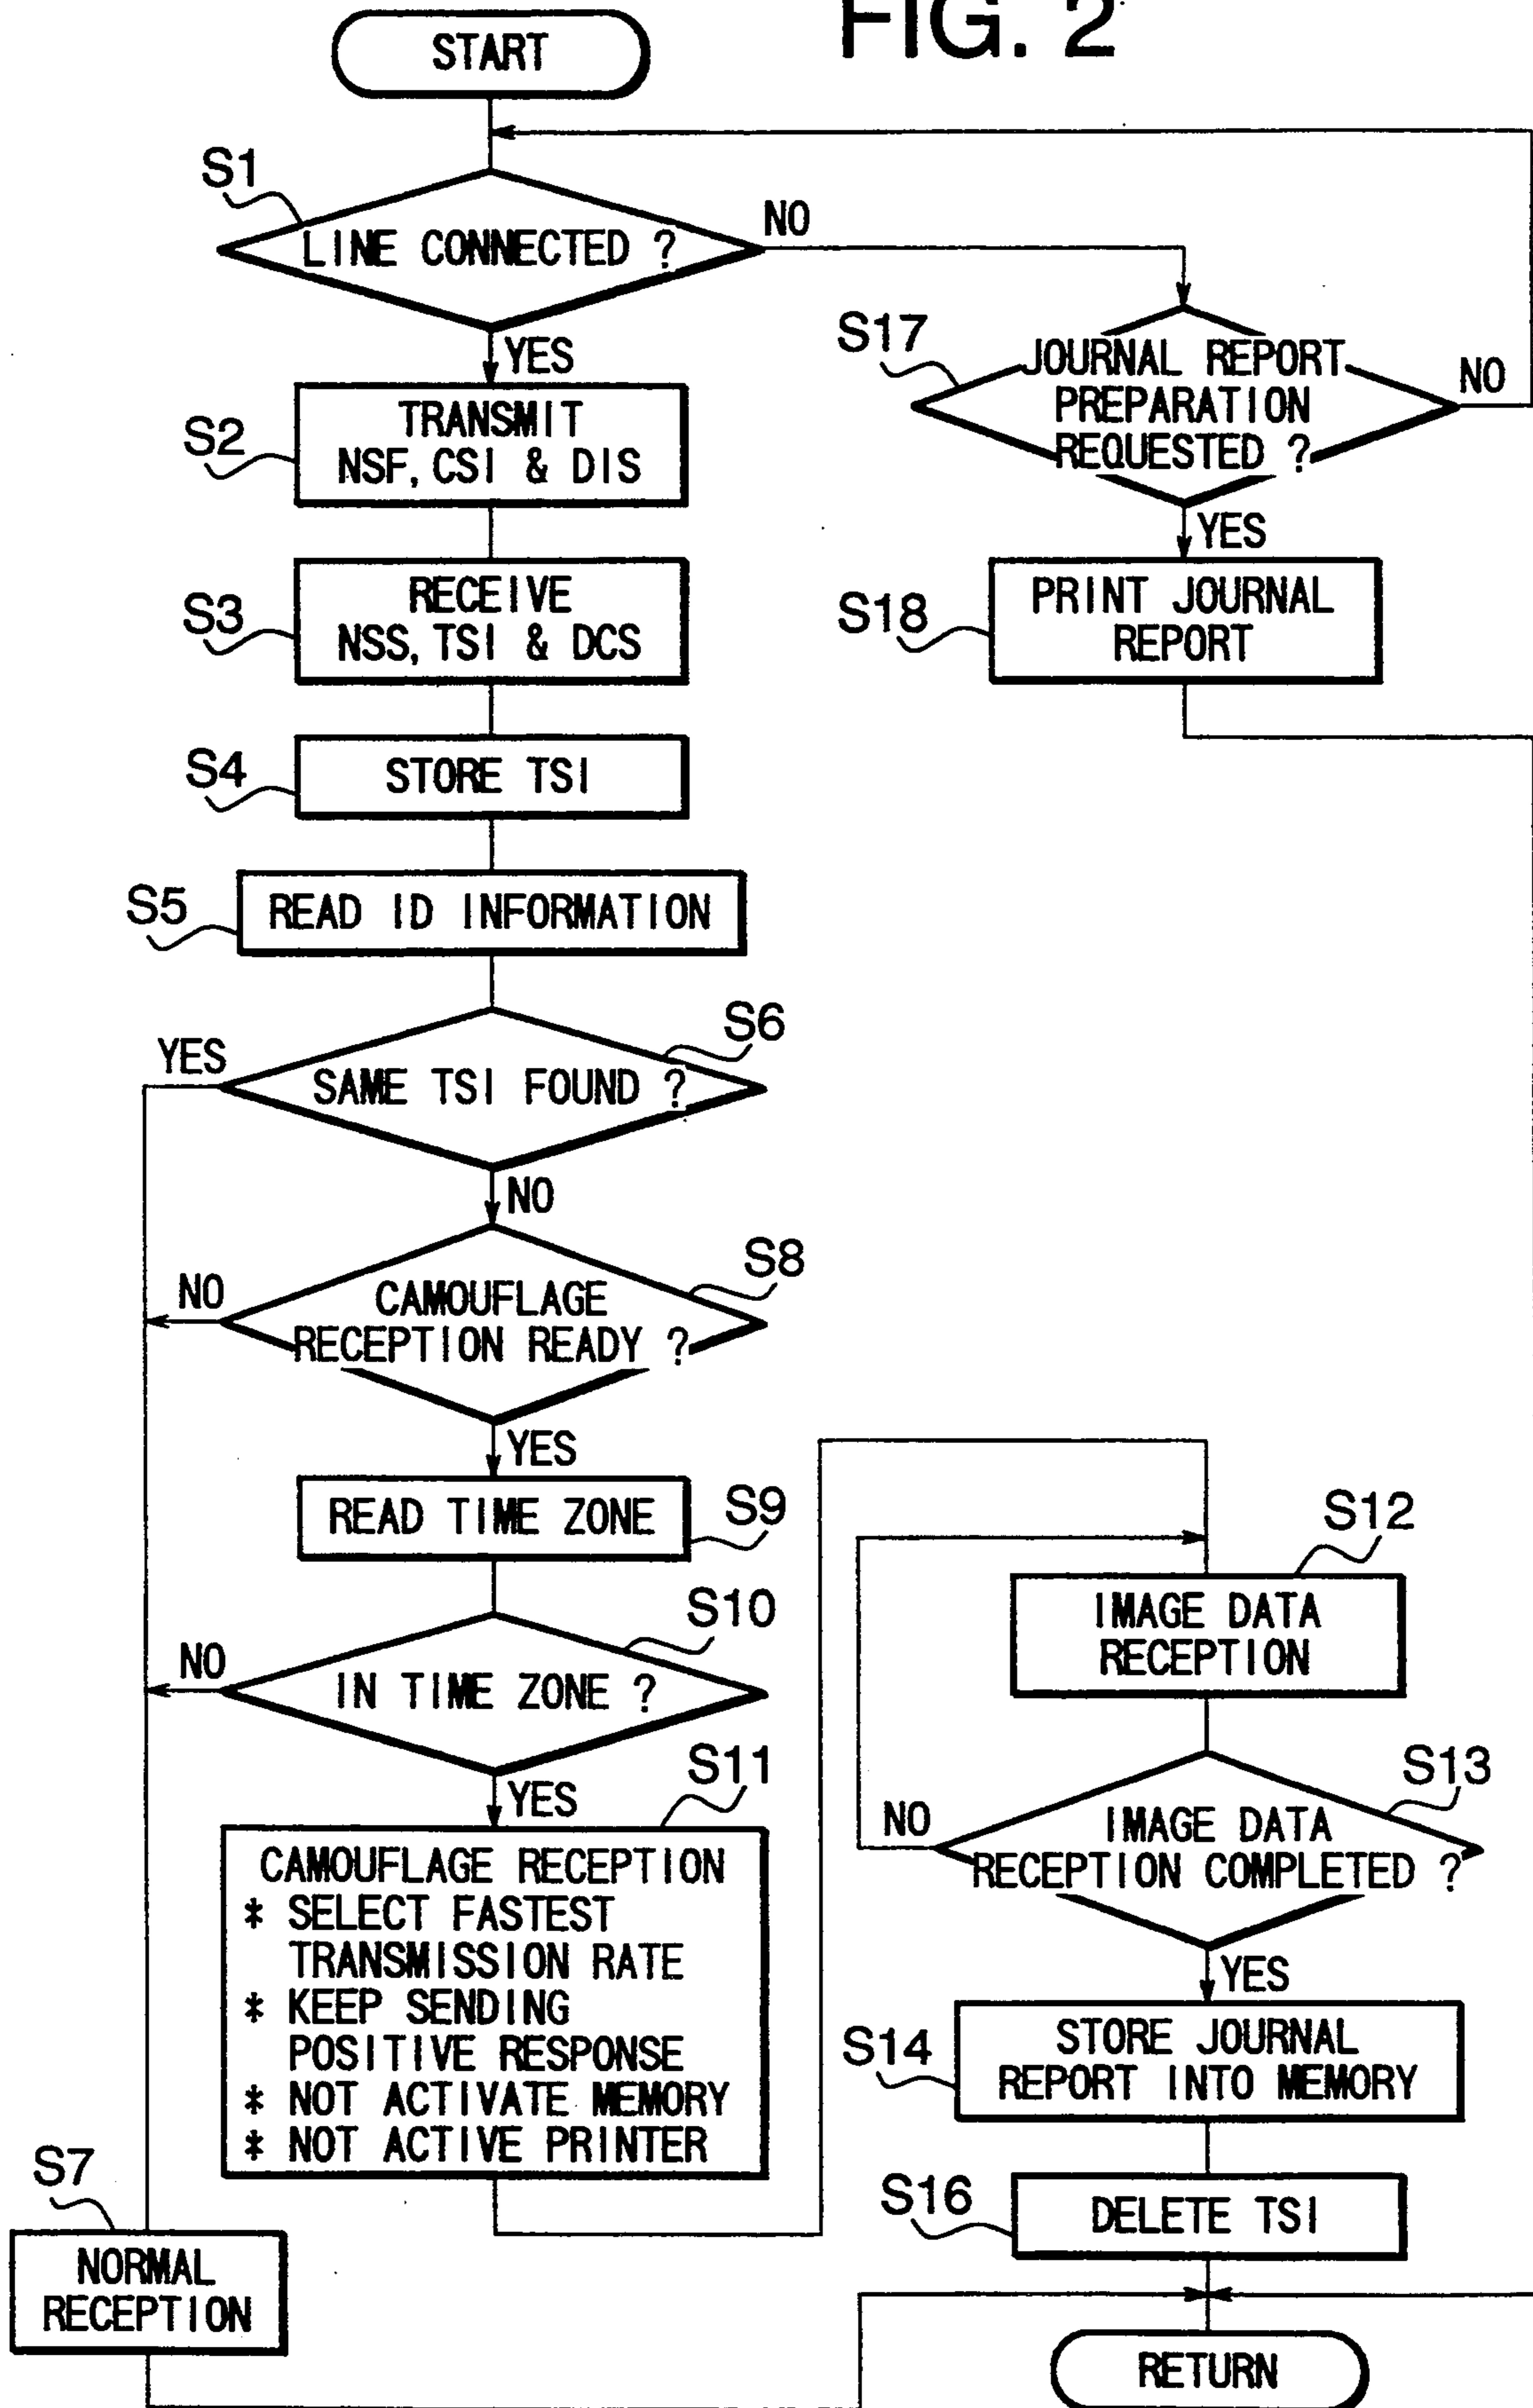 FIG. 2
START
S1
LINE CONNECTED ?
NO
YES
S2
TRANSMIT
NSF, CSI & DIS
S3
RECEIVE
NSS, TSI & DCS
S4
STORE TSI
S5
READ ID INFORMATION
S6
YES
SAME TSI FOUND ?
NO
S8
NO
CAMOUFLAGE
RECEPTION READY ?
YES
READ TIME ZONE
S9
S10
NO
IN TIME ZONE ?
YES
S11
CAMOUFLAGE RECEPTION
* SELECT FASTEST
TRANSMISSION RATE
* KEEP SENDING
POSITIVE RESPONSE
* NOT ACTIVATE MEMORY
* NOT ACTIVE PRINTER
S7
NORMAL
RECEPTION
S17
JOURNAL REPORT
PREPARATION
REQUESTED ?
NO
YES
S18
PRINT JOURNAL
REPORT
S12
IMAGE DATA
RECEPTION
S13
NO
IMAGE DATA
RECEPTION COMPLETED ?
YES
S14
STORE JOURNAL
REPORT INTO MEMORY
S16
DELETE TSI
RETURN